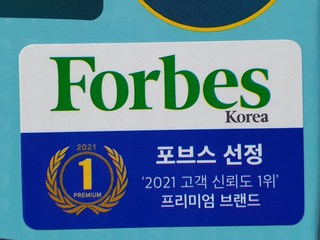 Forbes
Korea
2021
1
PREMIUM
포브스 선정
‘2021 고객 신뢰도 1위’
프리미엄 브랜드